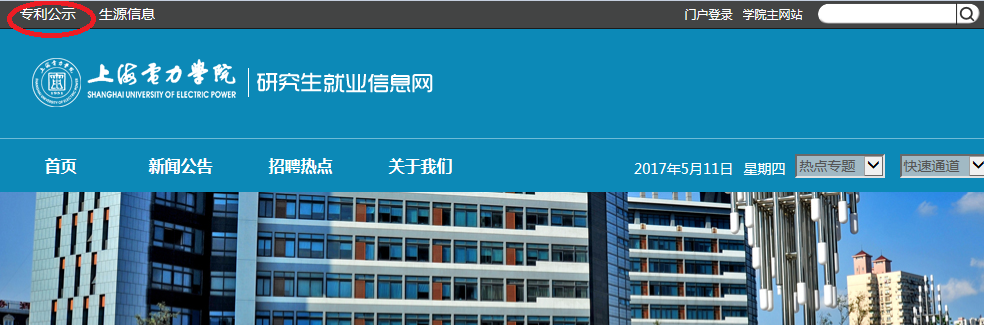 专利公示 生源信息 门户登录 学院主网站
上海電力學院 研究生就业信息网
SHANGHAI UNIVERSITY OF ELECTRIC POWER
首页 新闻公告 招聘热点 关于我们 2017年5月11日 星期四 热点专题 快速通道